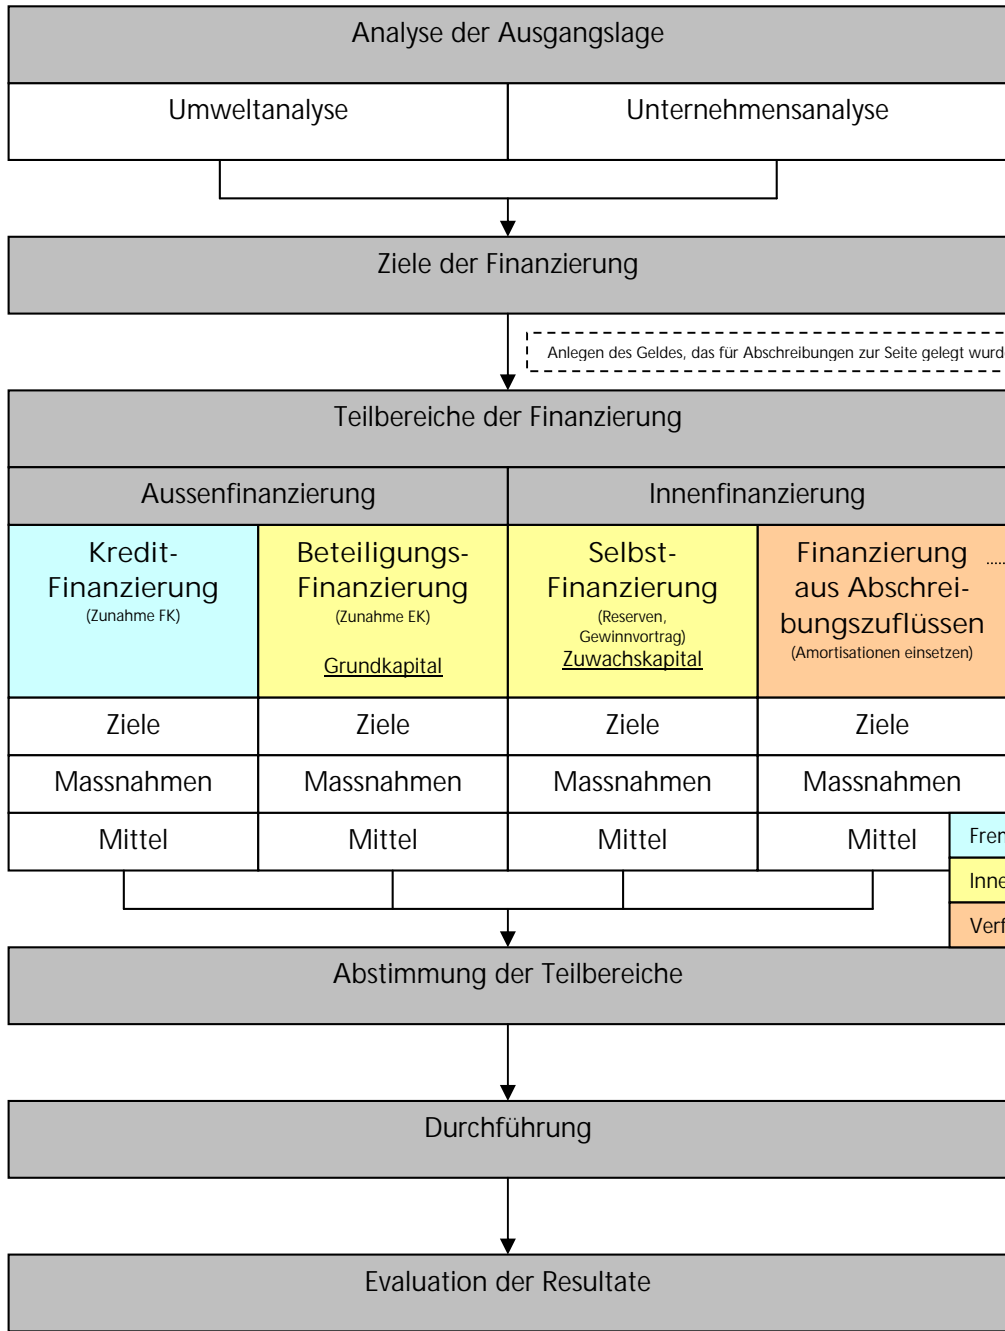 Analyse der Ausgangslage
Umweltanalyse
Unternehmensanalyse
Ziele der Finanzierung
Anlegen des Geldes, das für Abschreibungen zur Seite gelegt wurd
Teilbereiche der Finanzierung
Aussenfinanzierung
Innenfinanzierung
Kredit-
Finanzierung
(Zunahme FK)
Beteiligungs-
Finanzierung
(Zunahme EK)
Grundkapital
Selbst-
Finanzierung
(Reserven,
Gewinnvortrag)
Zuwachskapital
Finanzierung
aus Abschrei-
bungszuflüssen
(Amortisationen einsetzen)
Ziele
Ziele
Ziele
Ziele
Massnahmen
Massnahmen
Massnahmen
Massnahmen
Mittel
Mittel
Mittel
Mittel
Frem
Inne
Verf
Abstimmung der Teilbereiche
Durchführung
Evaluation der Resultate